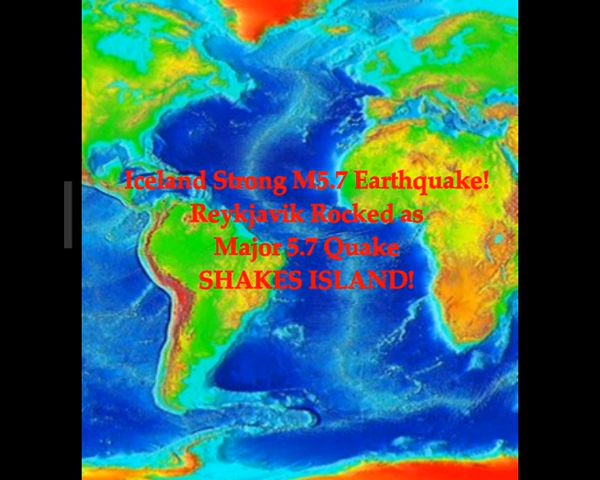 Iceland Strong M5.7 Earthquake!
Reykjavik Rocked as
Major 5.7 Quake
SHAKES ISLAND!